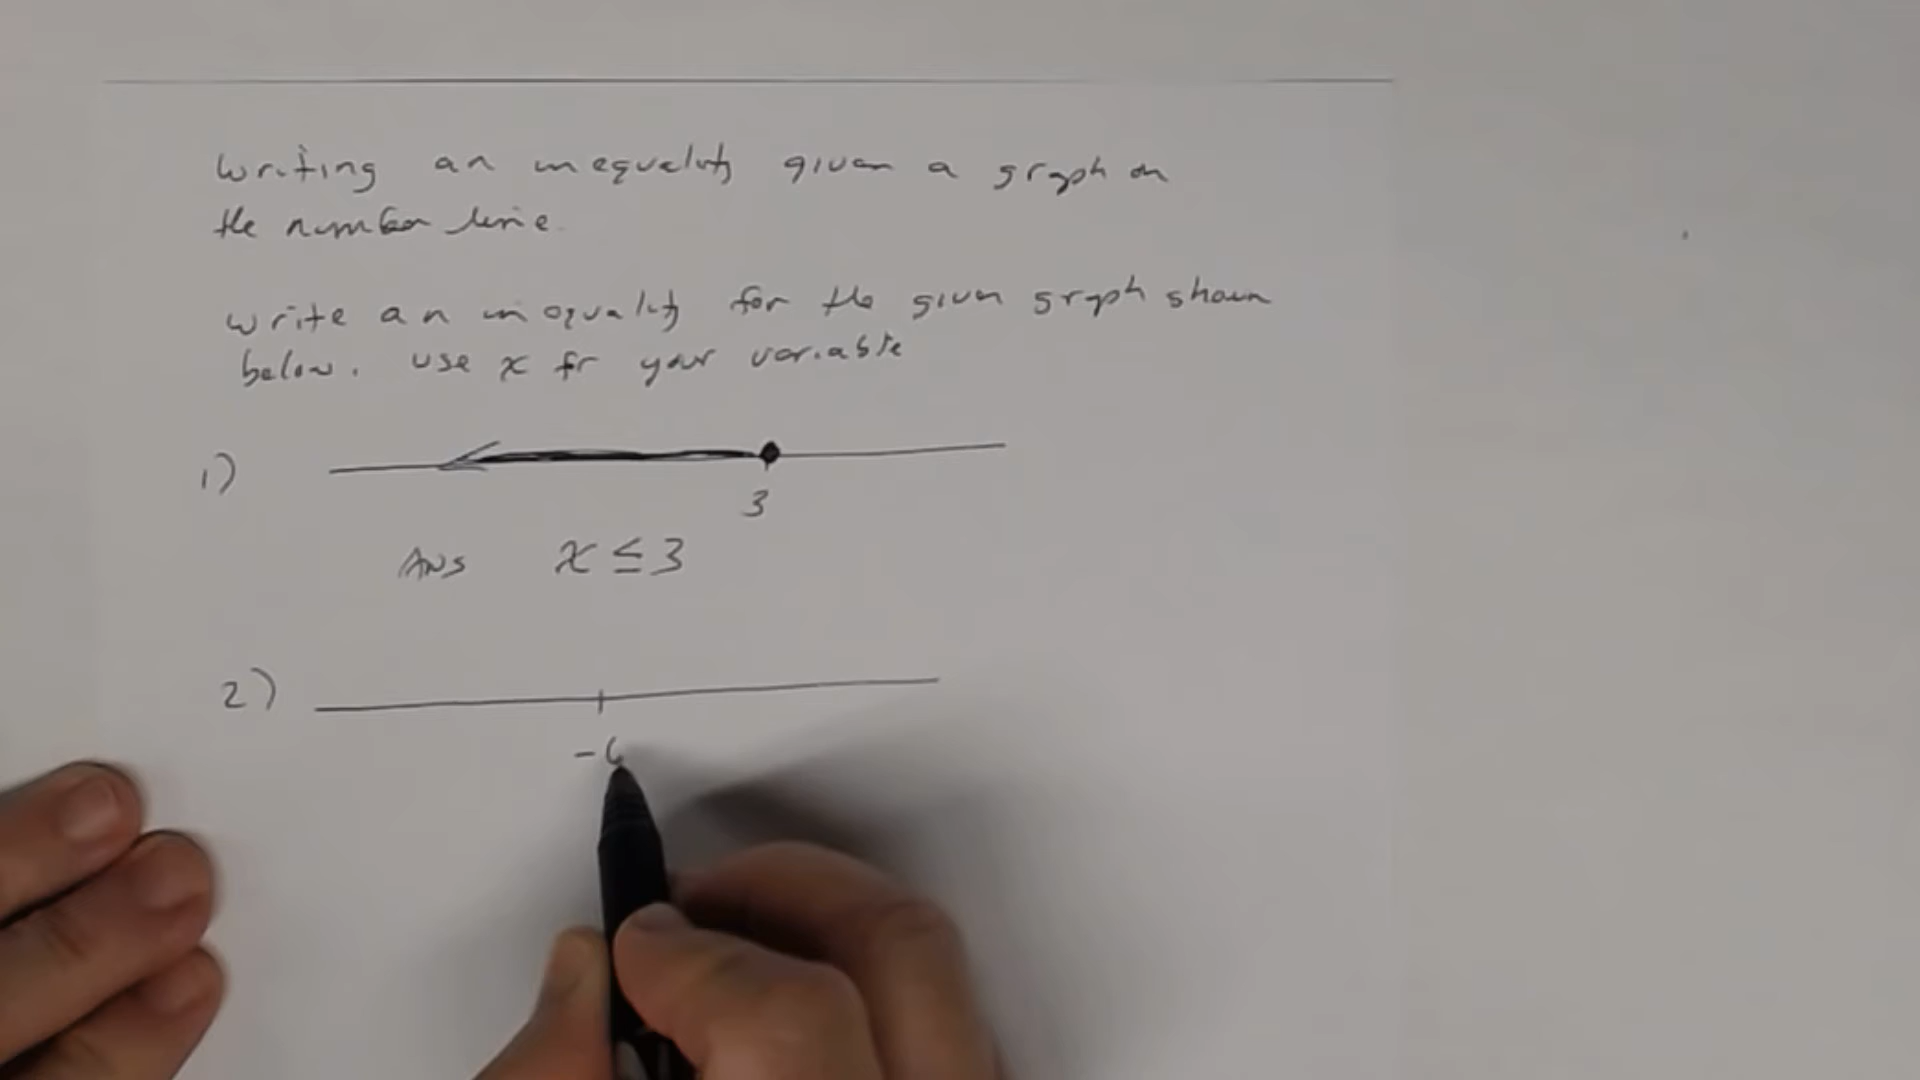 Writing an inequality given a graph on
the number line.
Write an inequality for the given graph shown
below. Use x for your variable
1)
3
Ans x ≤ 3
2)
-6